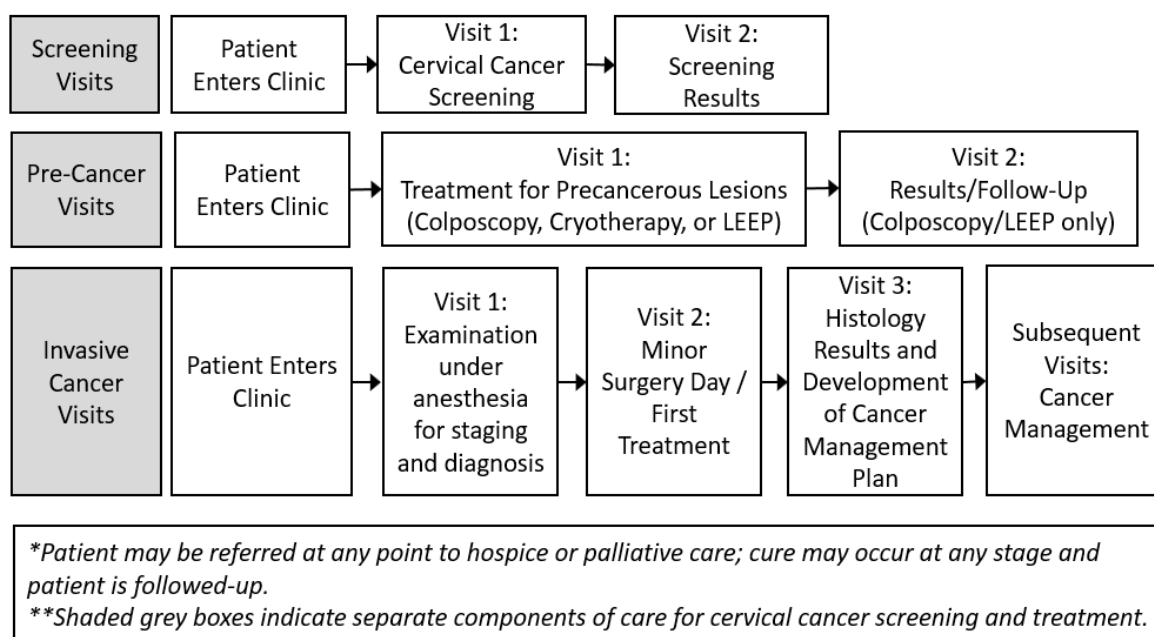 Screening
Visits
Patient
Enters Clinic
Visit 1:
Cervical Cancer
Screening
Visit 2:
Screening
Results
Pre-Cancer
Visits
Patient
Enters Clinic
Visit 1:
Treatment for Precancerous Lesions
(Colposcopy, Cryotherapy, or LEEP)
Visit 2:
Results/Follow-Up
(Colposcopy/LEEP only)
Invasive
Cancer
Visits
Patient Enters
Clinic
Visit 1:
Examination
under
anesthesia
for staging
and diagnosis
Visit 2:
Minor
Surgery Day /
First
Treatment
Visit 3:
Histology
Results and
Development
of Cancer
Management
Plan
Subsequent
Visits:
Cancer
Management
*Patient may be referred at any point to hospice or palliative care; cure may occur at any stage and
patient is followed-up.
**Shaded grey boxes indicate separate components of care for cervical cancer screening and treatment.